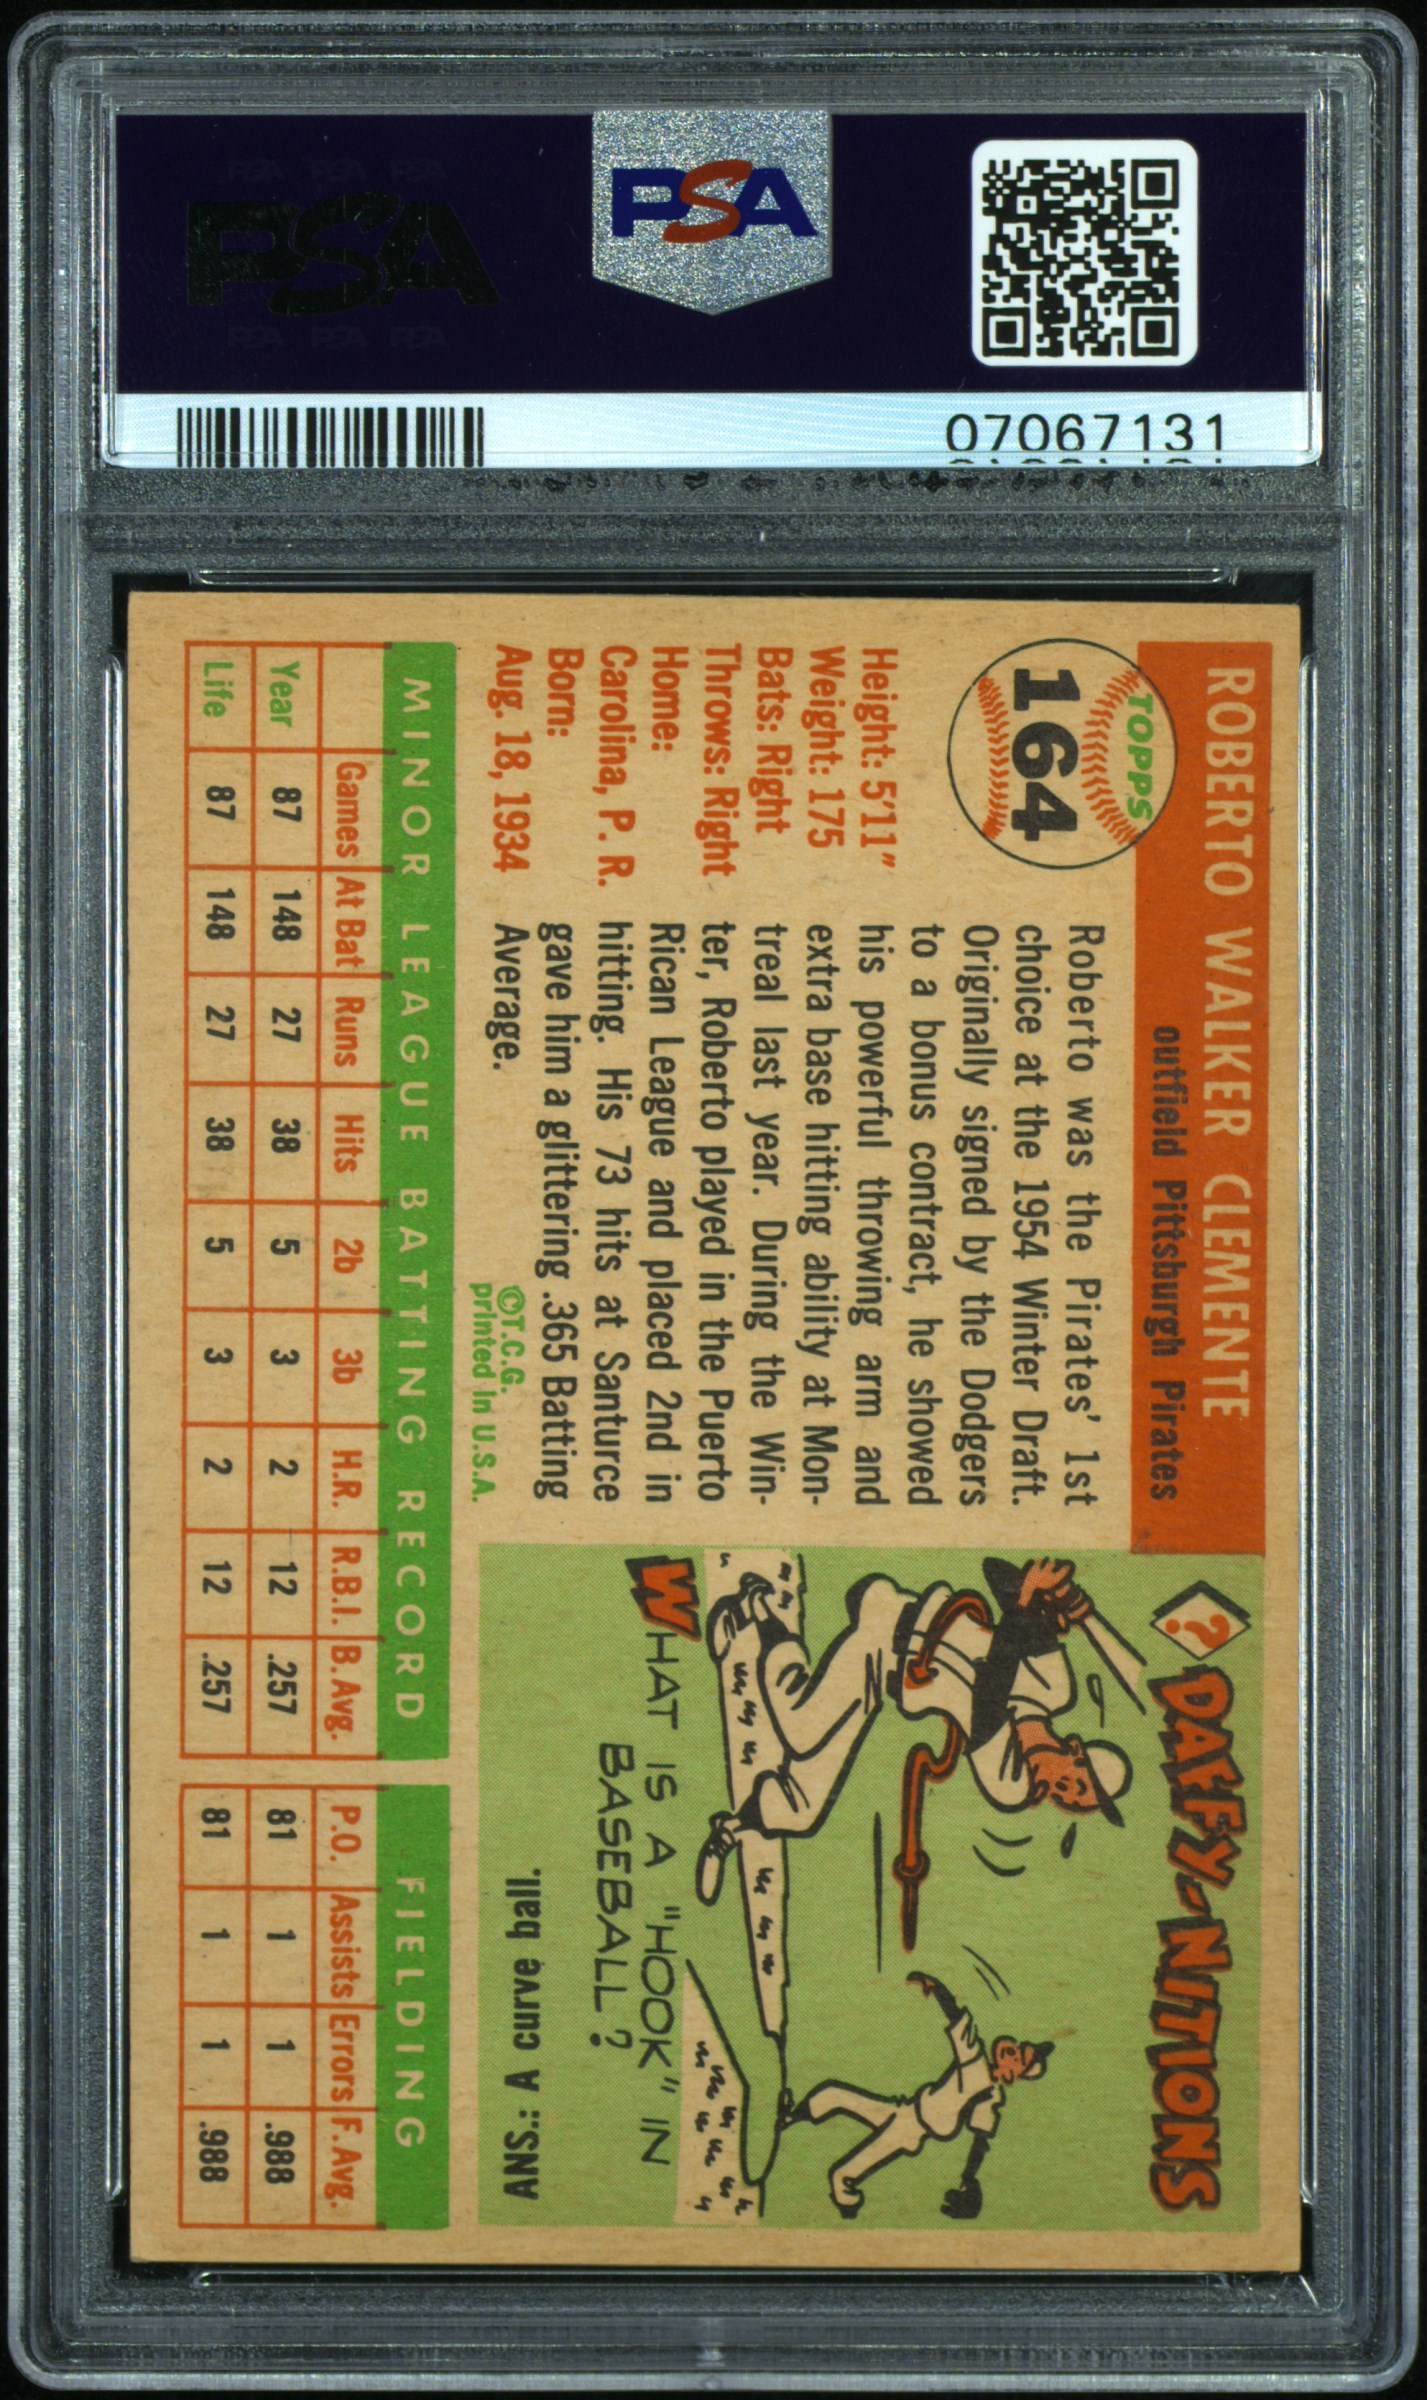 PSA PSA PSA
PSA
PSA PSA PSA
PSA
07067131
TOPPS
164
ROBERTO WALKER CLEMENTE
outfield Pittsburgh Pirates
Height: 5'11"
Weight: 175
Bats: Right
Throws: Right
Home:
Carolina, P. R.
Born:
Aug. 18, 1934
Roberto was the Pirates' 1st
choice at the 1954 Winter Draft.
Originally signed by the Dodgers
to a bonus contract, he showed
his powerful throwing arm and
extra base hitting ability at Mon-
treal last year. During the Win-
ter, Roberto played in the Puerto
Rican League and placed 2nd in
hitting. His 73 hits at Santurce
gave him a glittering .365 Batting
Average.
©T.C.G.
printed in U.S.A.
? DAFFY-NITIONS
WHAT IS A "HOOK" IN
BASEBALL?
ANS.: A curve ball.
MINOR LEAGUE BATTING RECORD
FIELDING
Games At Bat Runs Hits 2b 3b H.R. R.B.I. B.Avg. P.O. Assists Errors F.Avg.
Year 87 148 27 38 5 3 2 12 .257 81 1 1 .988
Life 87 148 27 38 5 3 2 12 .257 81 1 1 .988